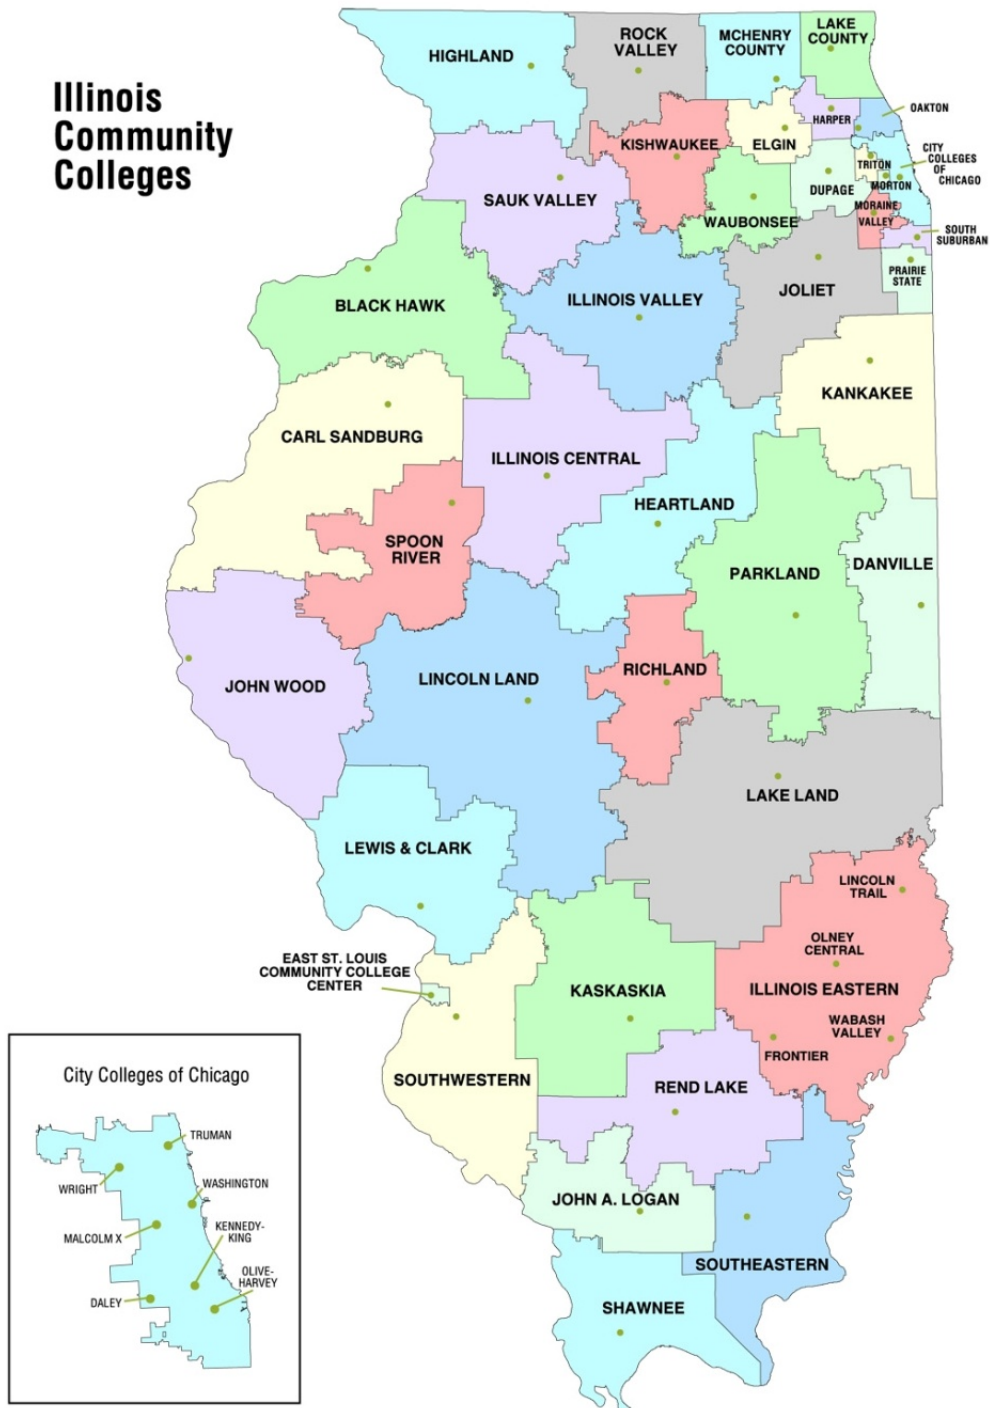 Illinois
Community
Colleges
HIGHLAND
ROCK
VALLEY
MCHENRY
COUNTY
LAKE
COUNTY
OAKTON
HARPER
KISHWAUKEE
ELGIN
CITY
COLLEGES
OF
CHICAGO
TRITON
MORTON
DUPAGE
SAUK VALLEY
MORAINE
VALLEY
WAUBONSEE
SOUTH
SUBURBAN
PRAIRIE
STATE
BLACK HAWK
ILLINOIS VALLEY
JOLIET
KANKAKEE
CARL SANDBURG
ILLINOIS CENTRAL
HEARTLAND
SPOON
RIVER
PARKLAND
DANVILLE
JOHN WOOD
LINCOLN LAND
RICHLAND
LAKE LAND
LEWIS & CLARK
LINCOLN
TRAIL
OLNEY
CENTRAL
EAST ST. LOUIS
COMMUNITY COLLEGE
CENTER
KASKASKIA
ILLINOIS EASTERN
WABASH
VALLEY
FRONTIER
SOUTHWESTERN
REND LAKE
JOHN A. LOGAN
SOUTHEASTERN
SHAWNEE
City Colleges of Chicago
TRUMAN
WRIGHT
WASHINGTON
MALCOLM X
KENNEDY-
KING
OLIVE-
HARVEY
DALEY